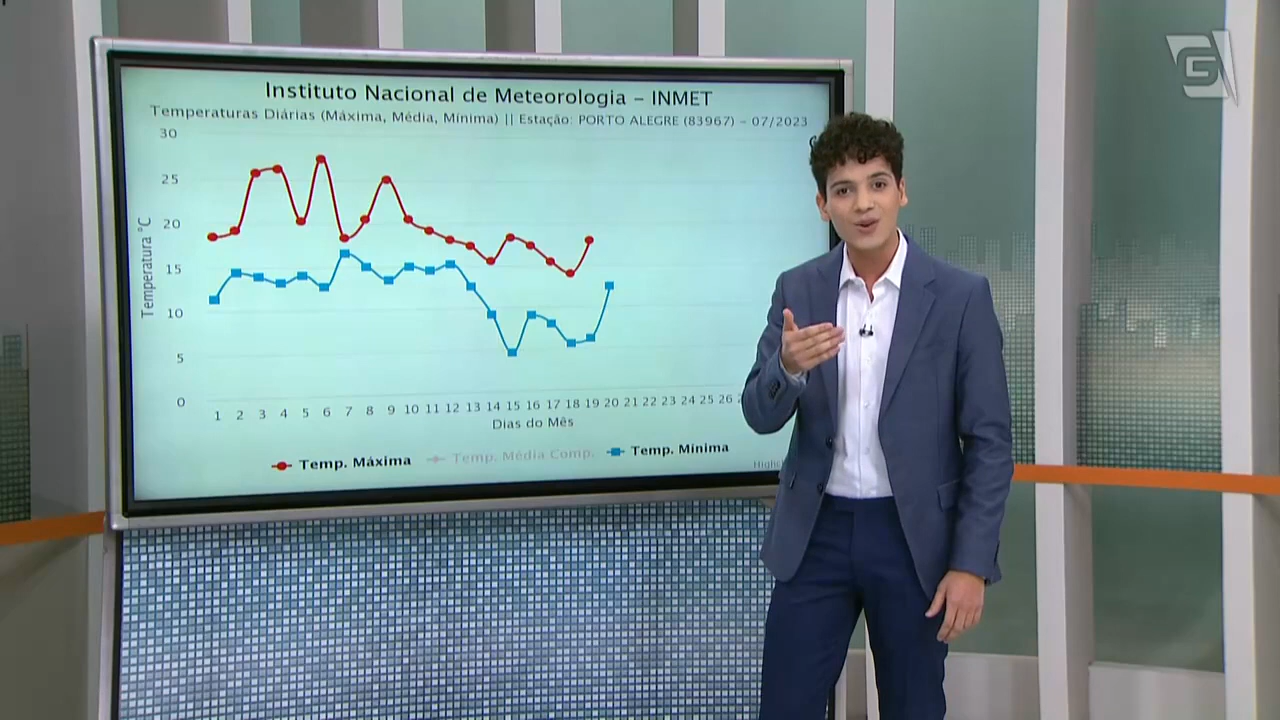 Instituto Nacional de Meteorologia – INMET
Temperaturas Diárias (Máxima, Média, Mínima) || Estação: PORTO ALEGRE (83967) – 07/2023
30
25
20
15
10
5
0
Temperatura °C
1 2 3 4 5 6 7 8 9 10 11 12 13 14 15 16 17 18 19 20 21 22 23 24 25 26
Dias do Mês
Temp. Máxima Temp. Média Comp. Temp. Mínima